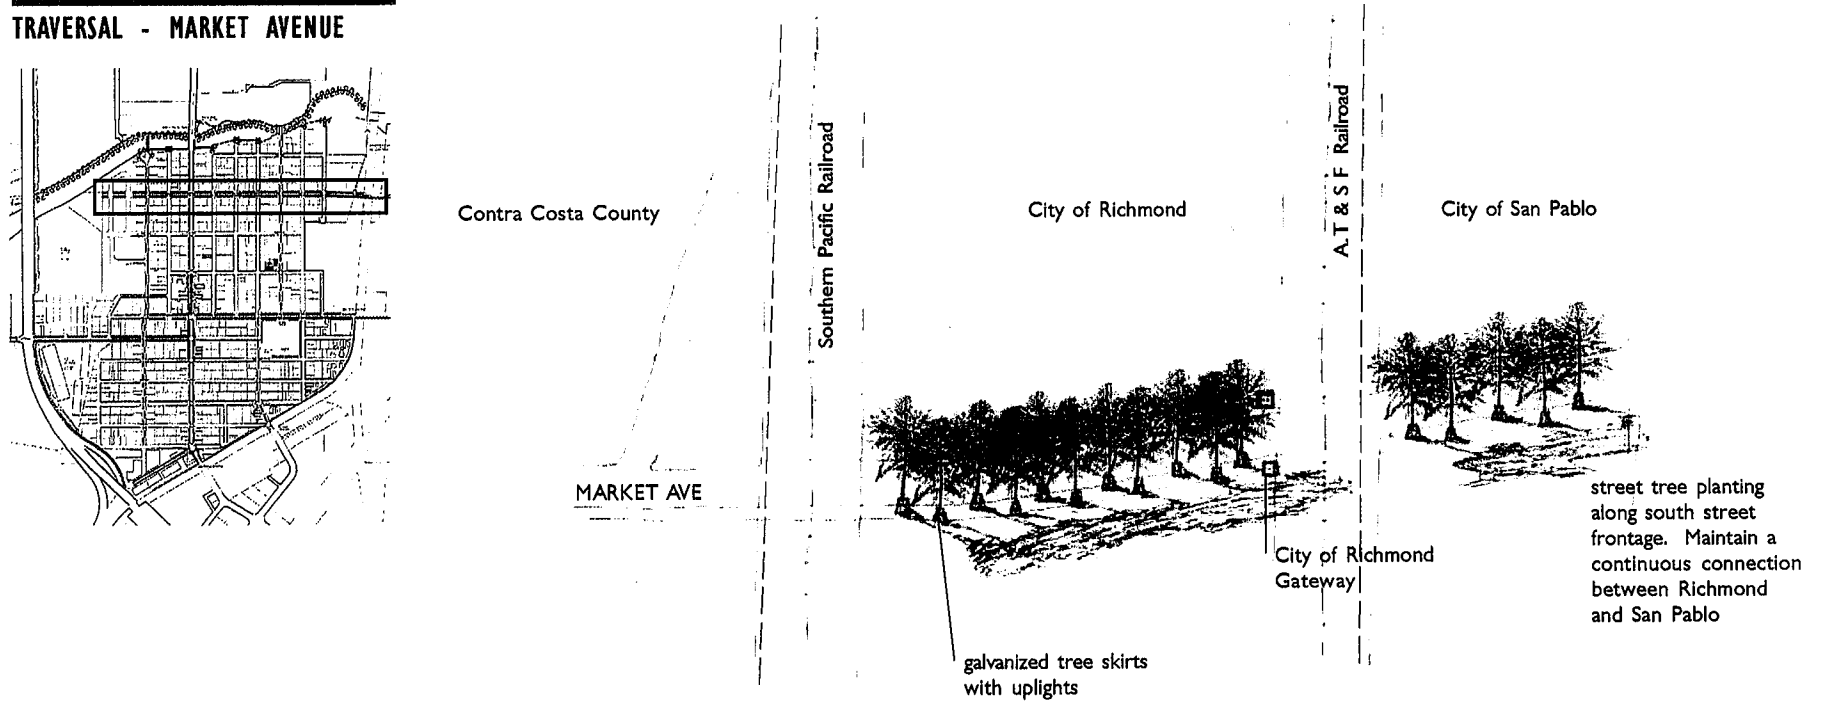 TRAVERSAL - MARKET AVENUE
Contra Costa County
Southern Pacific Railroad
City of Richmond
A.T & S F Railroad
City of San Pablo
MARKET AVE
street tree planting
along south street
frontage. Maintain a
continuous connection
between Richmond
and San Pablo
City of Richmond
Gateway
galvanized tree skirts
with uplights